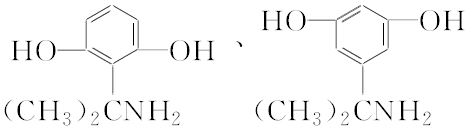 HO OH 、 HO OH
(CH₃)₂CNH₂ (CH₃)₂CNH₂